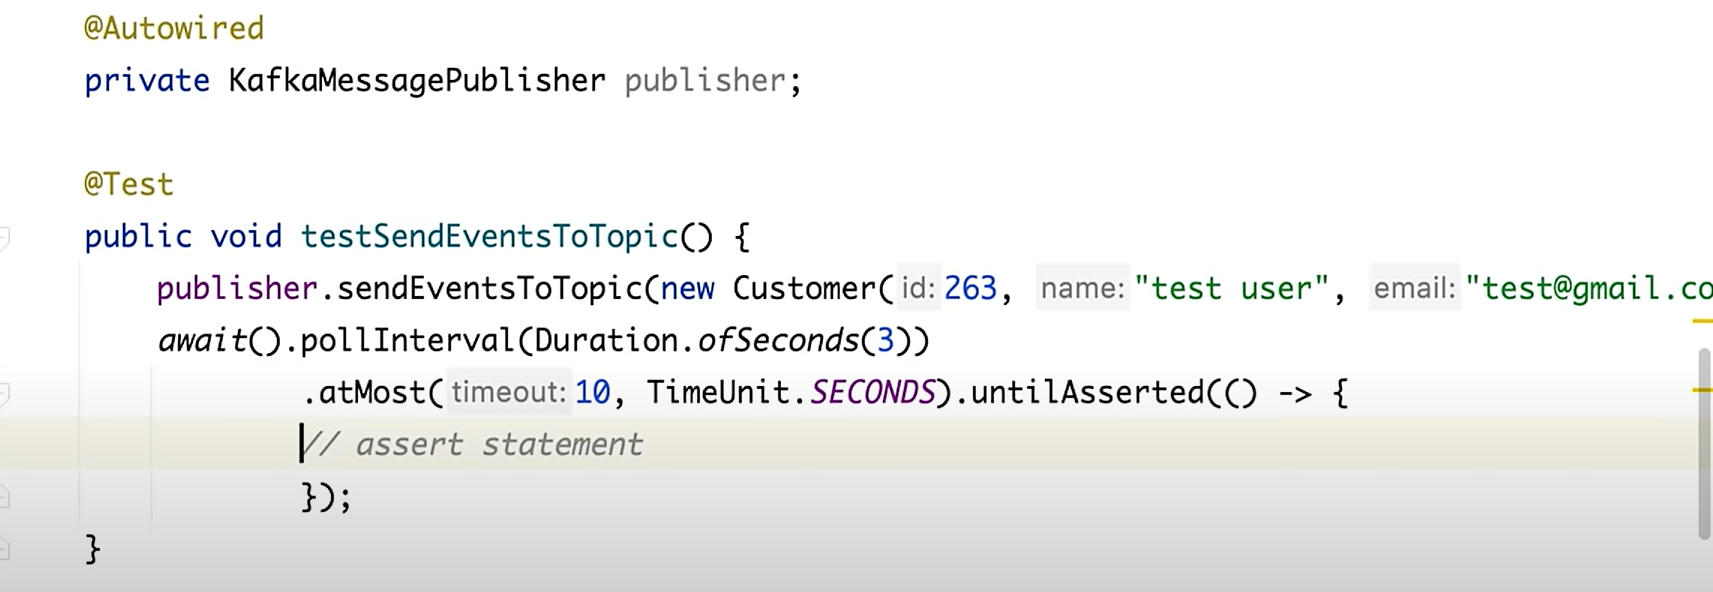 @Autowired
private KafkaMessagePublisher publisher;
@Test
public void testSendEventsToTopic() {
publisher.sendEventsToTopic(new Customer( id: 263, name: "test user", email: "test@gmail.co
await().pollInterval(Duration.ofSeconds(3))
.atMost( timeout: 10, TimeUnit.SECONDS).untilAsserted(() -> {
// assert statement
});
}